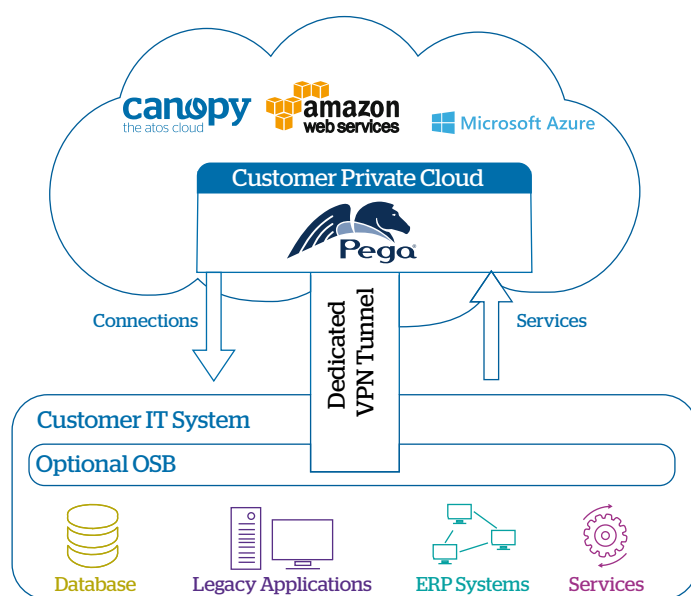 canopy
the atos cloud
amazon
web services
Microsoft Azure
Customer Private Cloud
Pega
Connections
Dedicated
VPN Tunnel
Services
Customer IT System
Optional OSB
Database
Legacy Applications
ERP Systems
Services